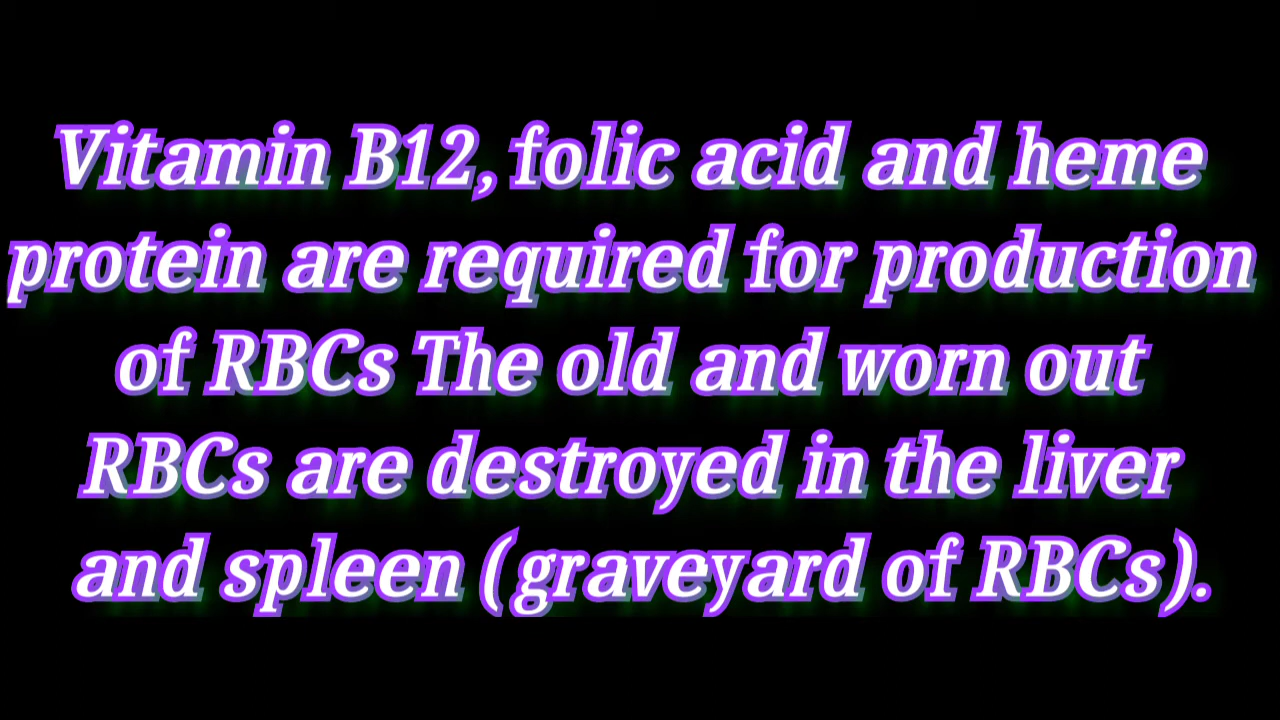 Vitamin B12, folic acid and heme
protein are required for production
of RBCs The old and worn out
RBCs are destroyed in the liver
and spleen (graveyard of RBCs).